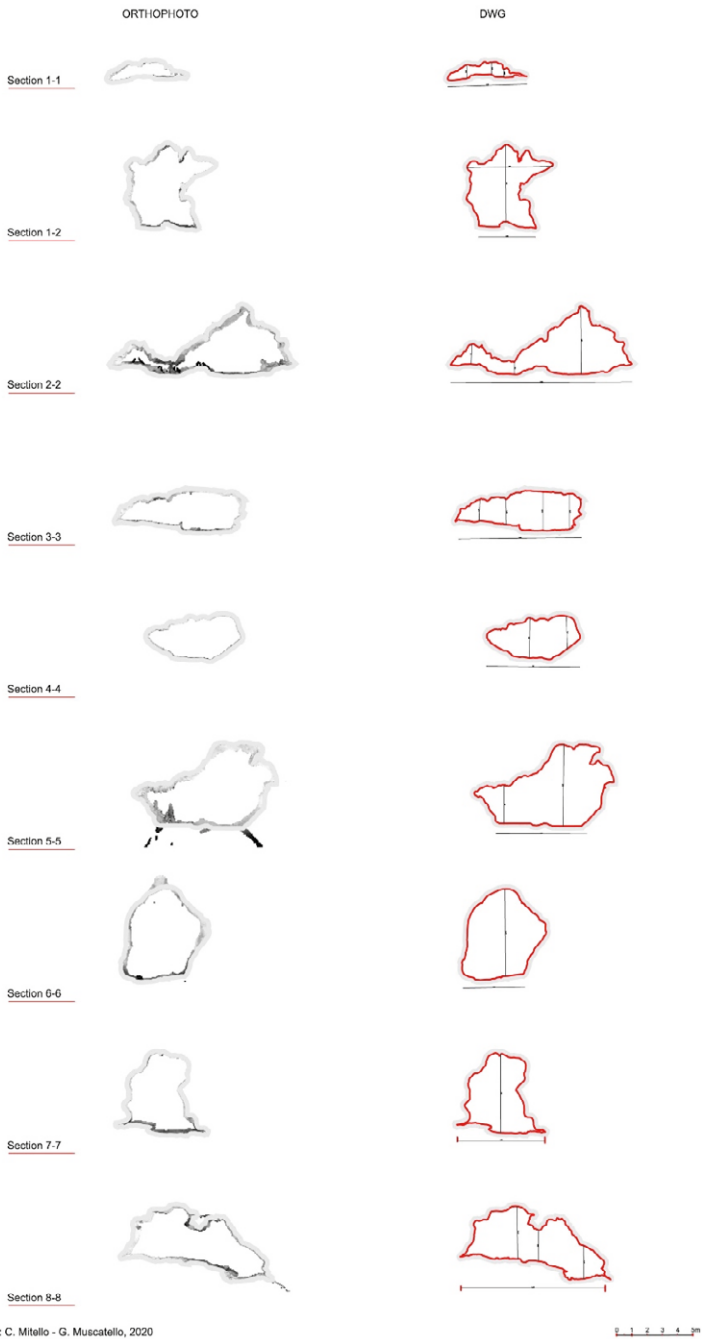 ORTHOPHOTO DWG
Section 1-1
Section 1-2
Section 2-2
Section 3-3
Section 4-4
Section 5-5
Section 6-6
Section 7-7
Section 8-8
: C. Mitello - G. Muscatello, 2020
0 1 2 3 4 5m